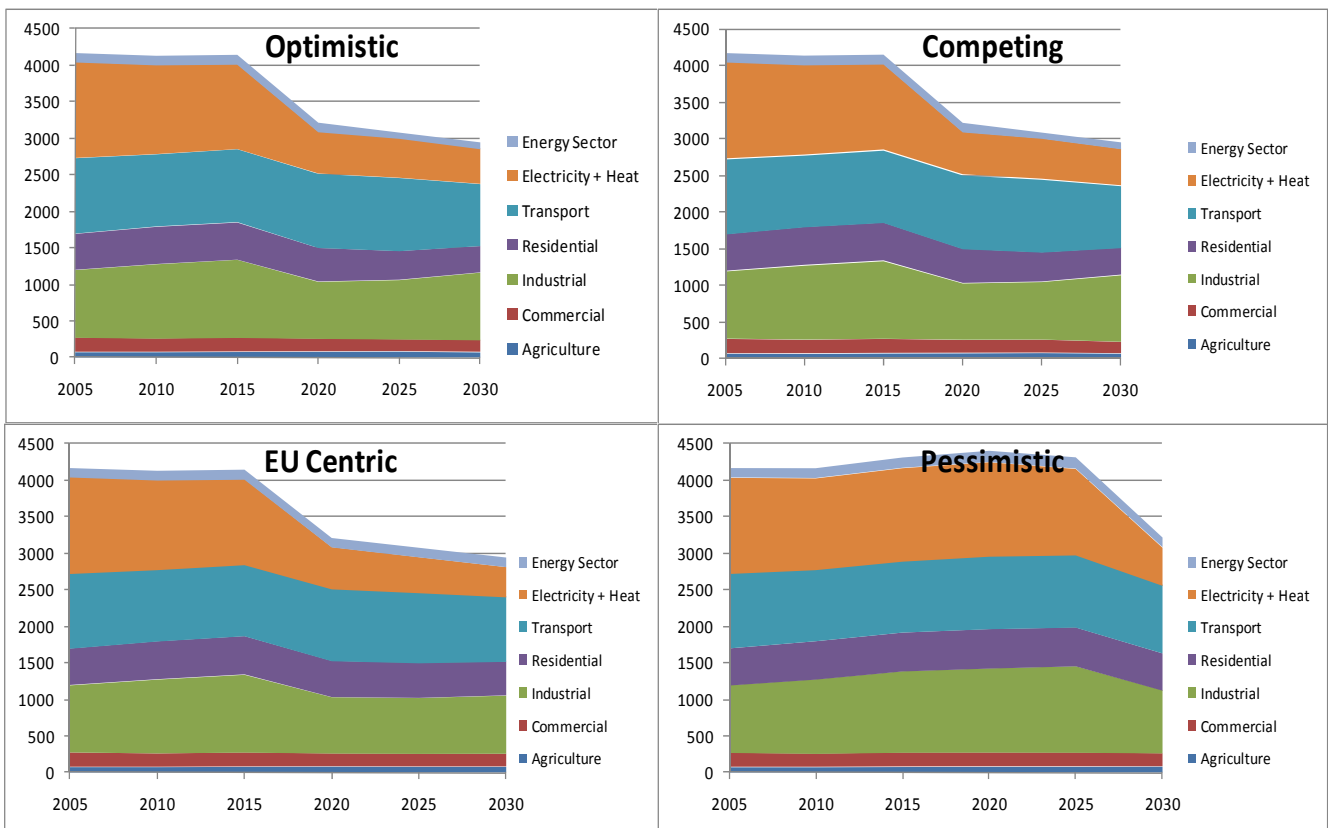 Optimistic
4500
4000
3500
3000
2500
2000
1500
1000
500
0
2005 2010 2015 2020 2025 2030
Energy Sector
Electricity + Heat
Transport
Residential
Industrial
Commercial
Agriculture
Competing
4500
4000
3500
3000
2500
2000
1500
1000
500
0
2005 2010 2015 2020 2025 2030
Energy Sector
Electricity + Heat
Transport
Residential
Industrial
Commercial
Agriculture
EU Centric
4500
4000
3500
3000
2500
2000
1500
1000
500
0
2005 2010 2015 2020 2025 2030
Energy Sector
Electricity + Heat
Transport
Residential
Industrial
Commercial
Agriculture
Pessimistic
4500
4000
3500
3000
2500
2000
1500
1000
500
0
2005 2010 2015 2020 2025 2030
Energy Sector
Electricity + Heat
Transport
Residential
Industrial
Commercial
Agriculture